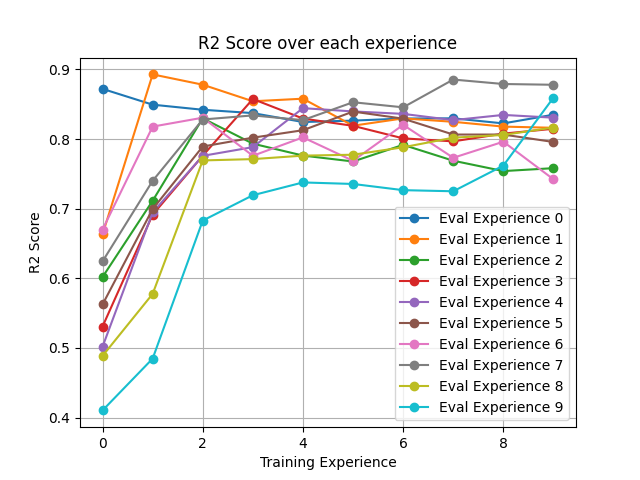 R2 Score over each experience
R2 Score
0.9
0.8
0.7
0.6
0.5
0.4
0 2 4 6 8
Training Experience
Eval Experience 0
Eval Experience 1
Eval Experience 2
Eval Experience 3
Eval Experience 4
Eval Experience 5
Eval Experience 6
Eval Experience 7
Eval Experience 8
Eval Experience 9